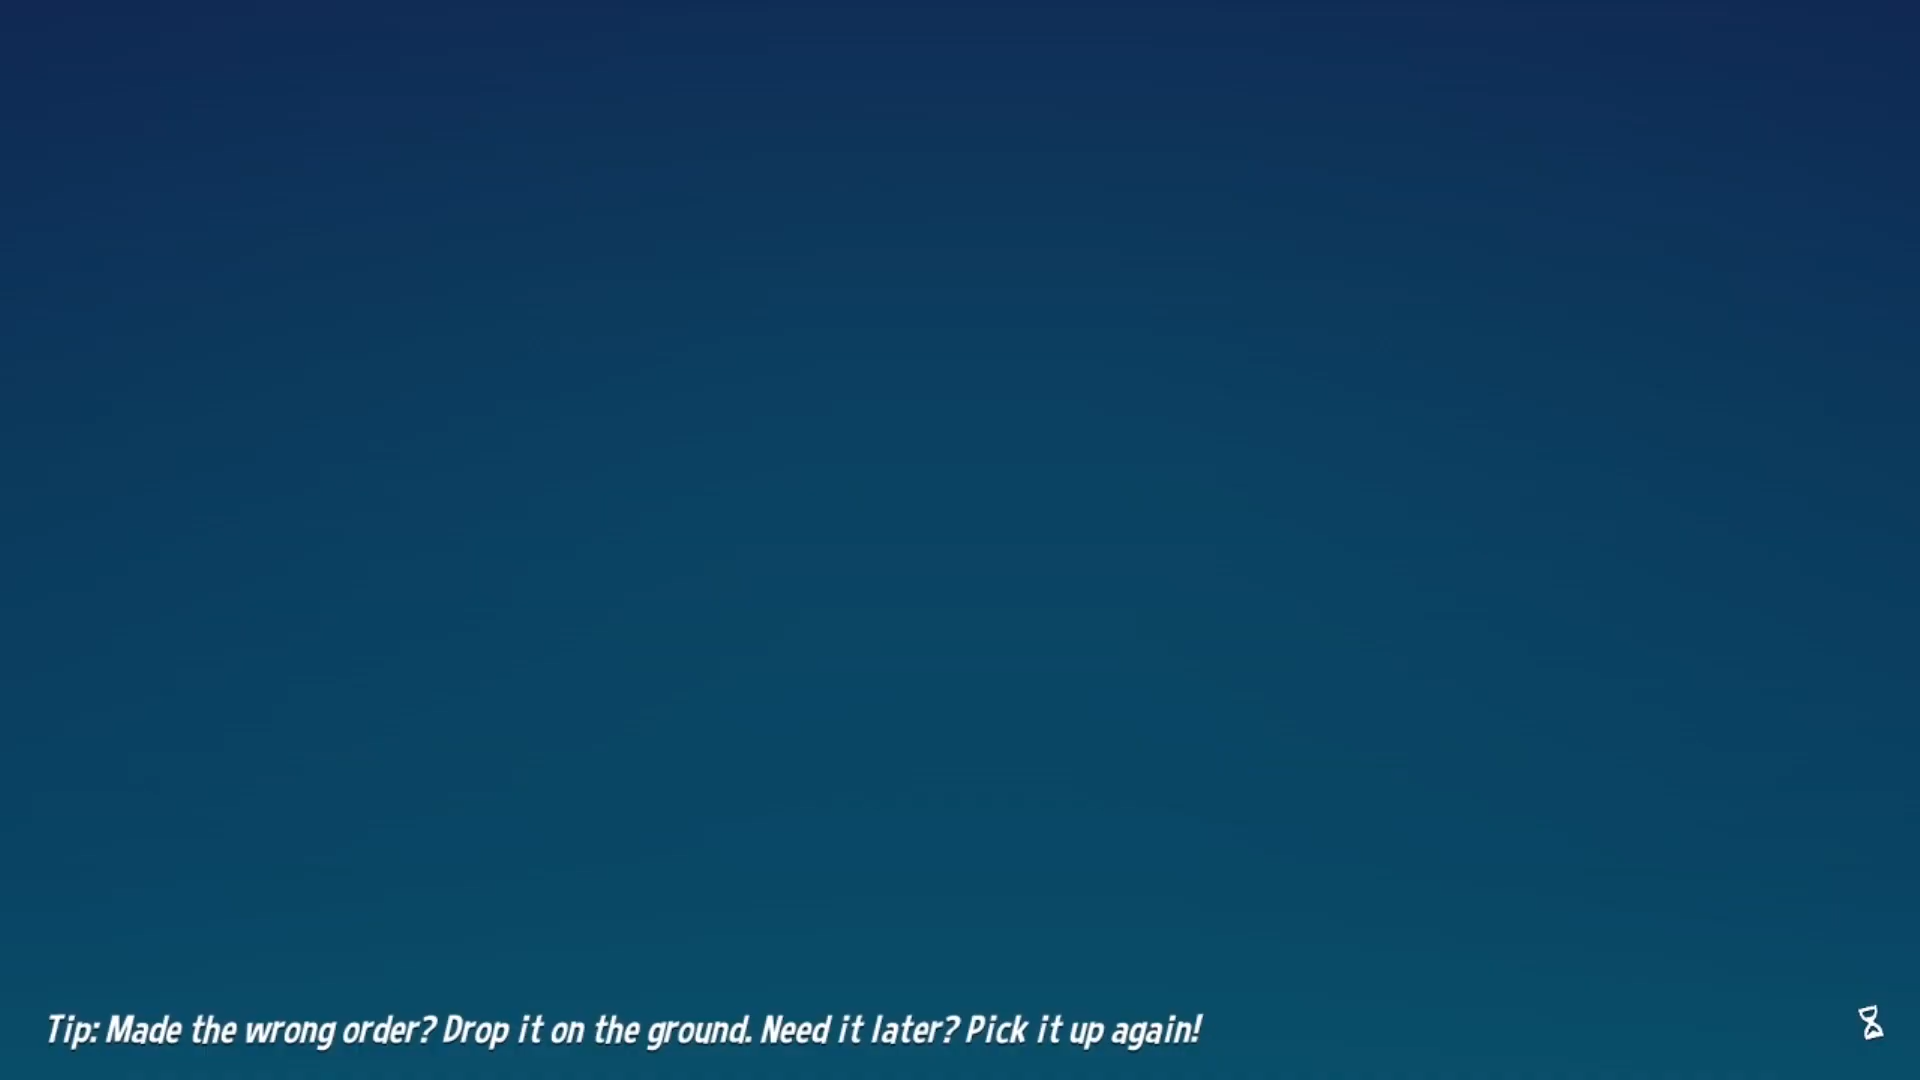 Tip: Made the wrong order? Drop it on the ground. Need it later? Pick it up again!